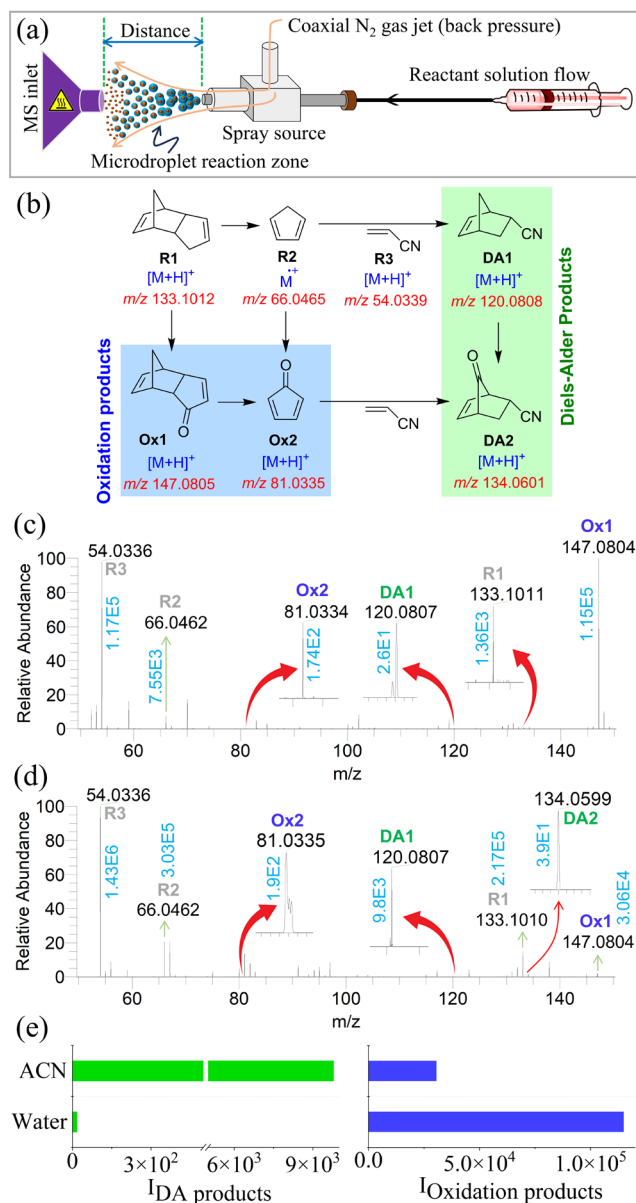 (a)
Distance
Coaxial N₂ gas jet (back pressure)
Reactant solution flow
MS inlet
Spray source
Microdroplet reaction zone
(b)
R1 R2 R3 DA1
[M+H]⁺ M•⁺ [M+H]⁺ [M+H]⁺
m/z 133.1012 m/z 66.0465 m/z 54.0339 m/z 120.0808
CN
CN
O
O
O
CN
CN
Ox1 Ox2 DA2
[M+H]⁺ [M+H]⁺ [M+H]⁺
m/z 147.0805 m/z 81.0335 m/z 134.0601
Oxidation products
Diels-Alder Products
(c)
Relative Abundance
100
80
60
40
20
0
54.0336
R3
1.17E5
R2
66.0462
7.55E3
Ox2
81.0334
1.74E2
DA1
120.0807
2.6E1
R1
133.1011
1.36E3
Ox1
147.0804
1.15E5
60 80 100 120 140
m/z
(d)
Relative Abundance
100
80
60
40
20
0
54.0336
R3
1.43E6
3.03E5
R2
66.0462
Ox2
81.0335
1.9E2
DA1
120.0807
9.8E3
2.17E5
R1
133.1010
134.0599
DA2
3.9E1
Ox1
147.0804
3.06E4
60 80 100 120 140
m/z
(e)
ACN
Water
0 3×10² 6×10³ 9×10³
I DA products
0.0 5.0×10⁴ 1.0×10⁵
I Oxidation products